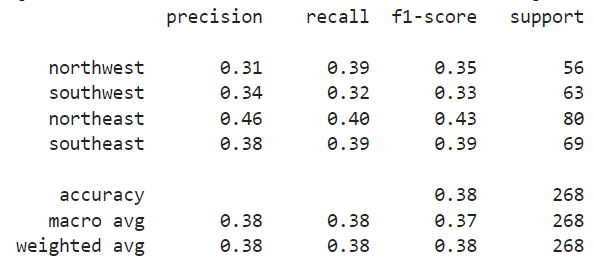 precision recall f1-score support
northwest 0.31 0.39 0.35 56
southwest 0.34 0.32 0.33 63
northeast 0.46 0.40 0.43 80
southeast 0.38 0.39 0.39 69
accuracy 0.38 268
macro avg 0.38 0.38 0.37 268
weighted avg 0.38 0.38 0.38 268